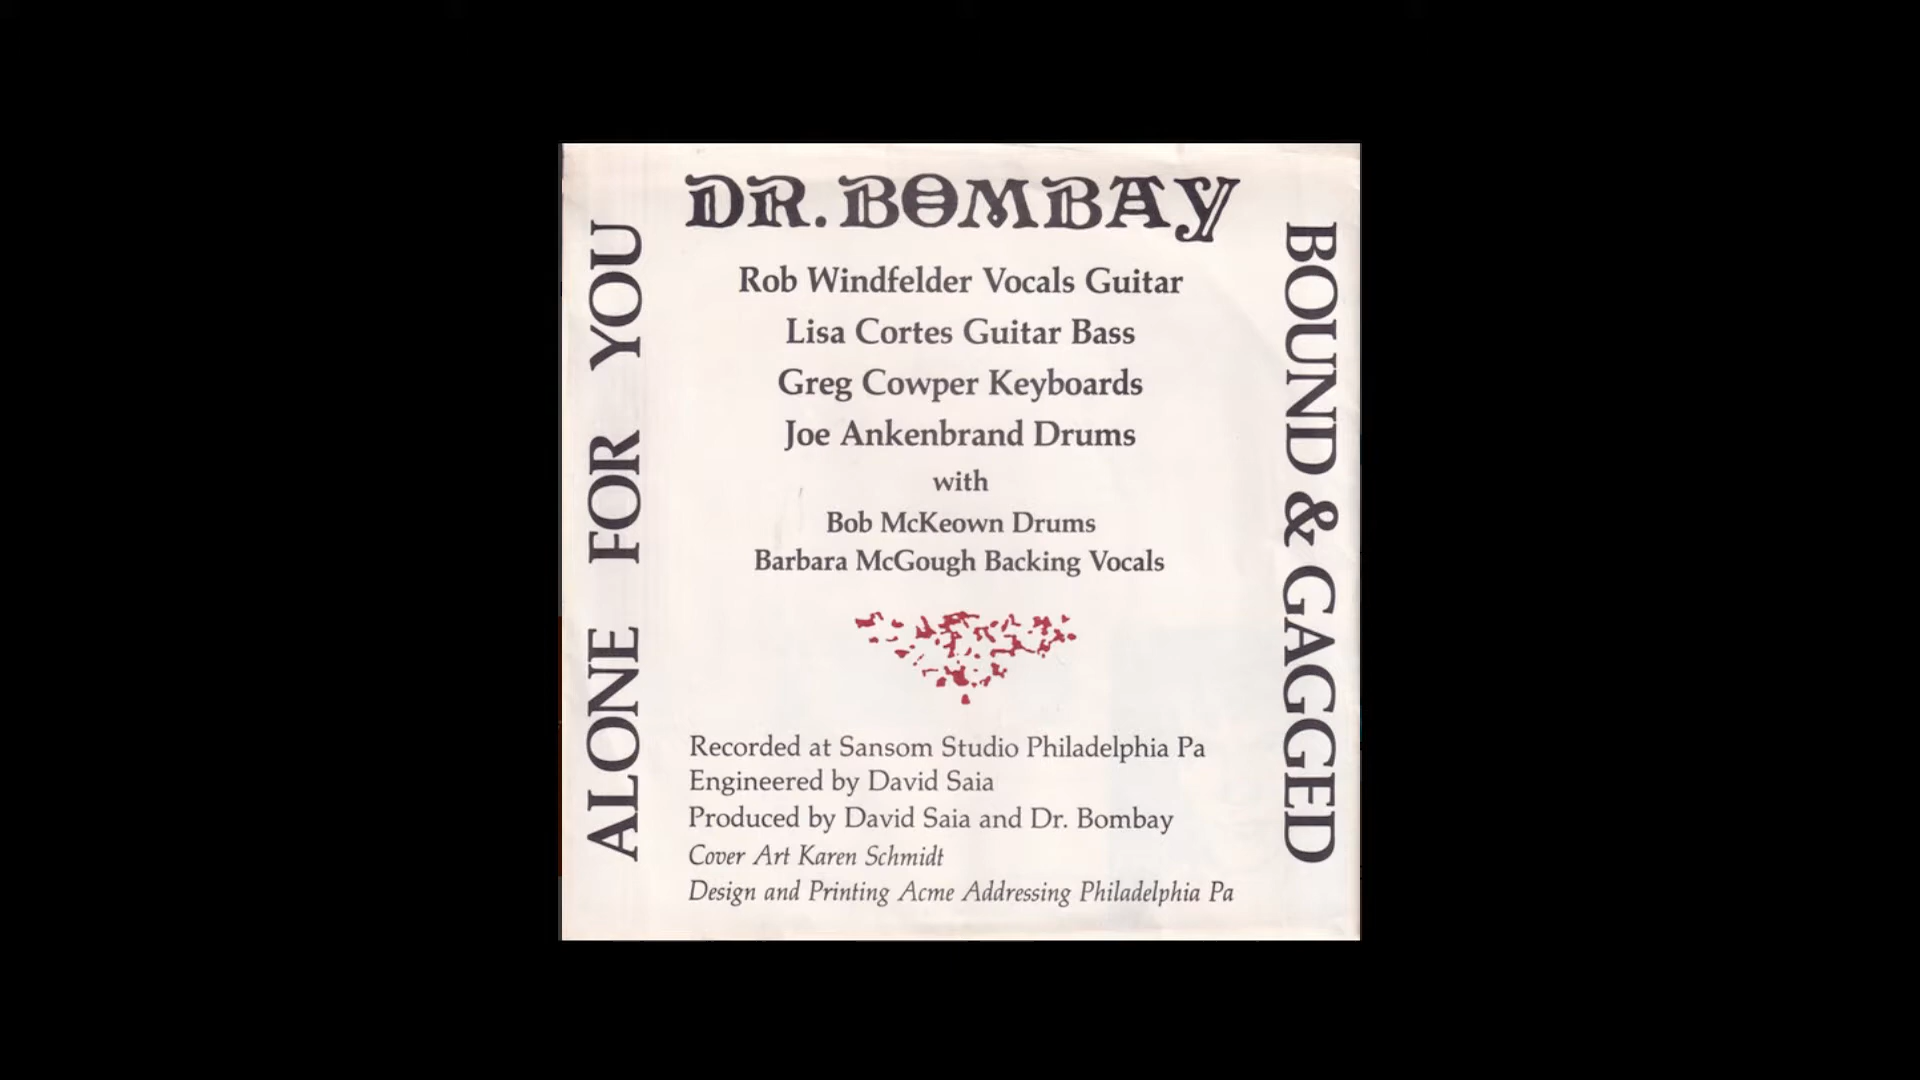 DR. BOMBAY
Rob Windfelder Vocals Guitar
Lisa Cortes Guitar Bass
Greg Cowper Keyboards
Joe Ankenbrand Drums
with
Bob McKeown Drums
Barbara McGough Backing Vocals
ALONE FOR YOU
BOUND & GAGGED
Recorded at Sansom Studio Philadelphia Pa
Engineered by David Saia
Produced by David Saia and Dr. Bombay
Cover Art Karen Schmidt
Design and Printing Acme Addressing Philadelphia Pa